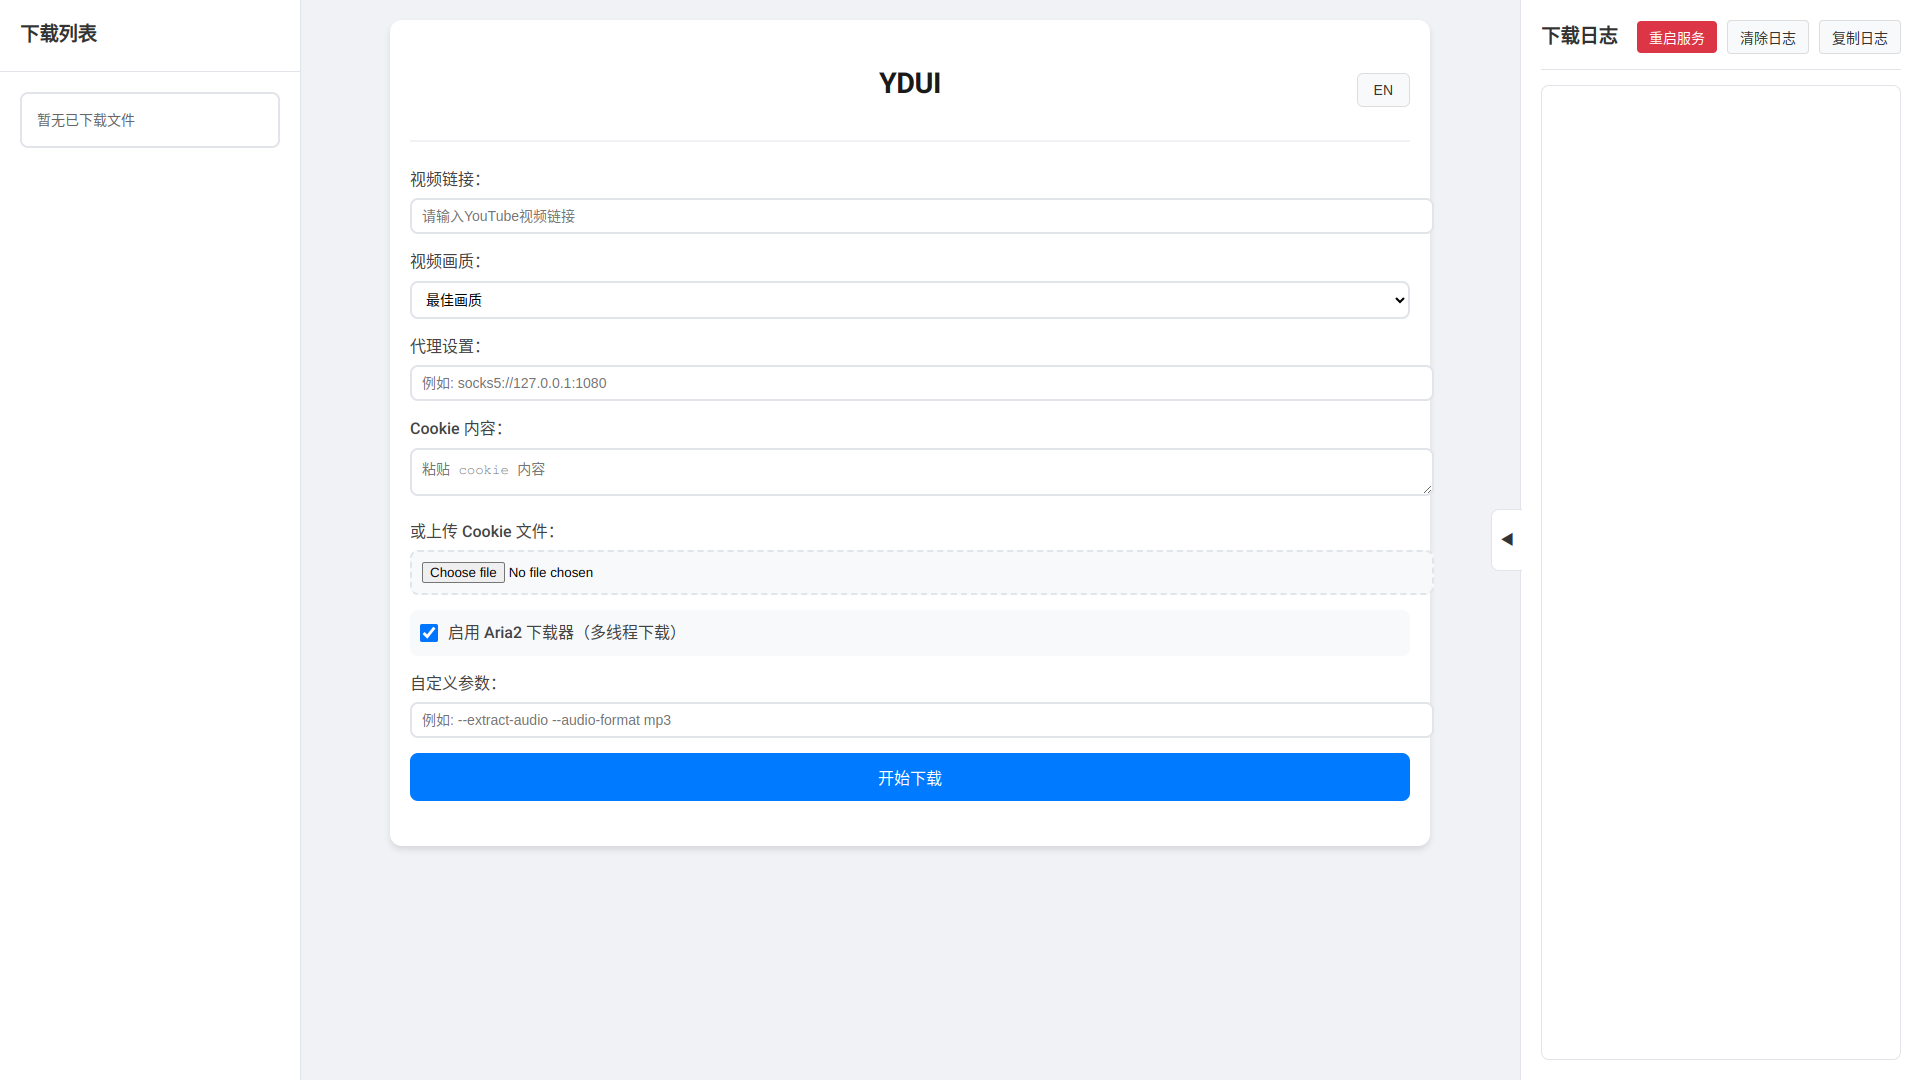 下载列表
暂无已下载文件
YDUI
EN
视频链接：
请输入YouTube视频链接
视频画质：
最佳画质
代理设置：
例如: socks5://127.0.0.1:1080
Cookie 内容：
粘贴 cookie 内容
或上传 Cookie 文件：
Choose file No file chosen
启用 Aria2 下载器（多线程下载）
自定义参数：
例如: --extract-audio --audio-format mp3
开始下载
下载日志 重启服务 清除日志 复制日志
◀